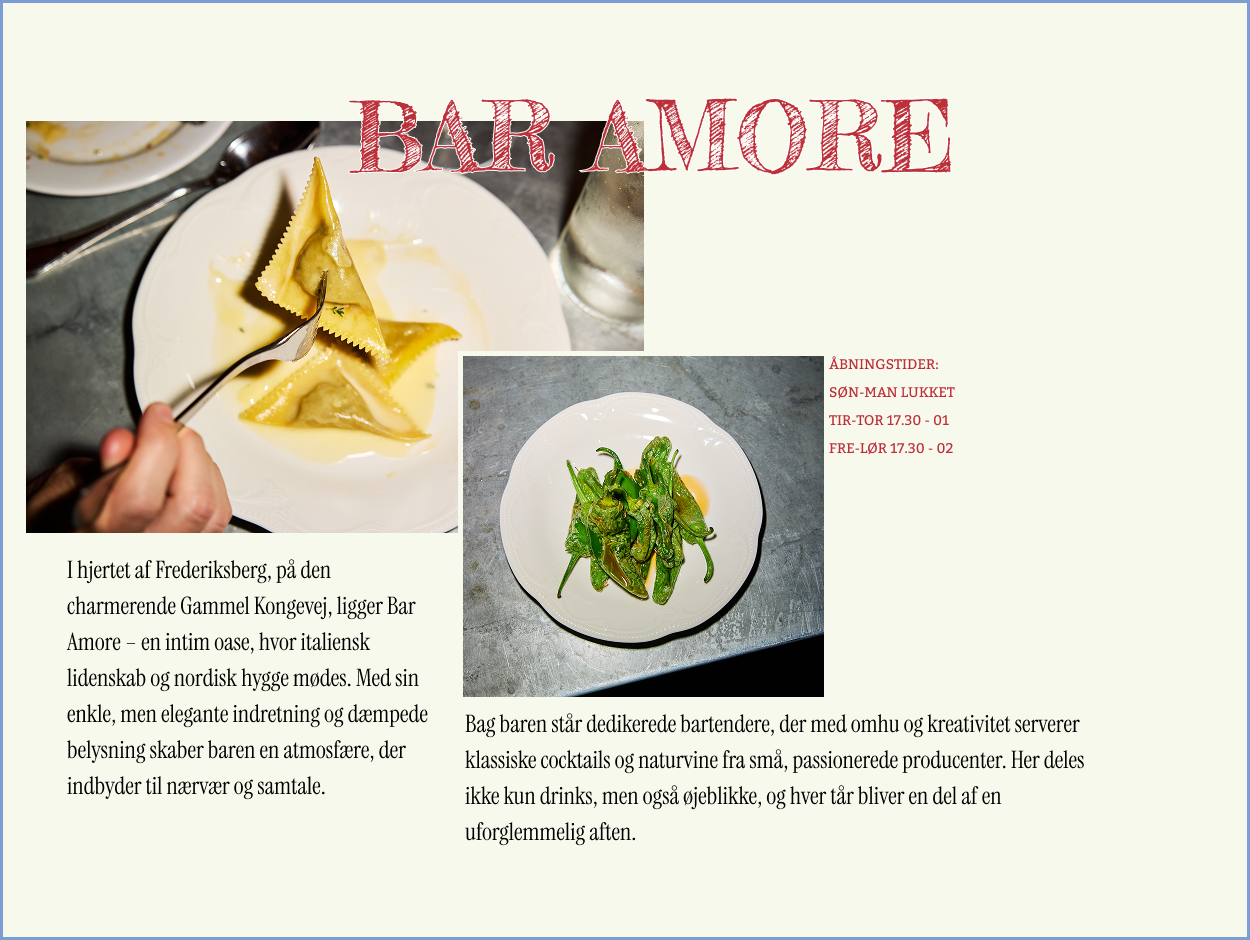 BAR AMORE
ÅBNINGSTIDER:
SØN-MAN LUKKET
TIR-TOR 17.30 - 01
FRE-LØR 17.30 - 02
I hjertet af Frederiksberg, på den
charmerende Gammel Kongevej, ligger Bar
Amore – en intim oase, hvor italiensk
lidenskab og nordisk hygge mødes. Med sin
enkle, men elegante indretning og dæmpede
belysning skaber baren en atmosfære, der
indbyder til nærvær og samtale.
Bag baren står dedikerede bartendere, der med omhu og kreativitet serverer
klassiske cocktails og naturvine fra små, passionerede producenter. Her deles
ikke kun drinks, men også øjeblikke, og hver tår bliver en del af en
uforglemmelig aften.